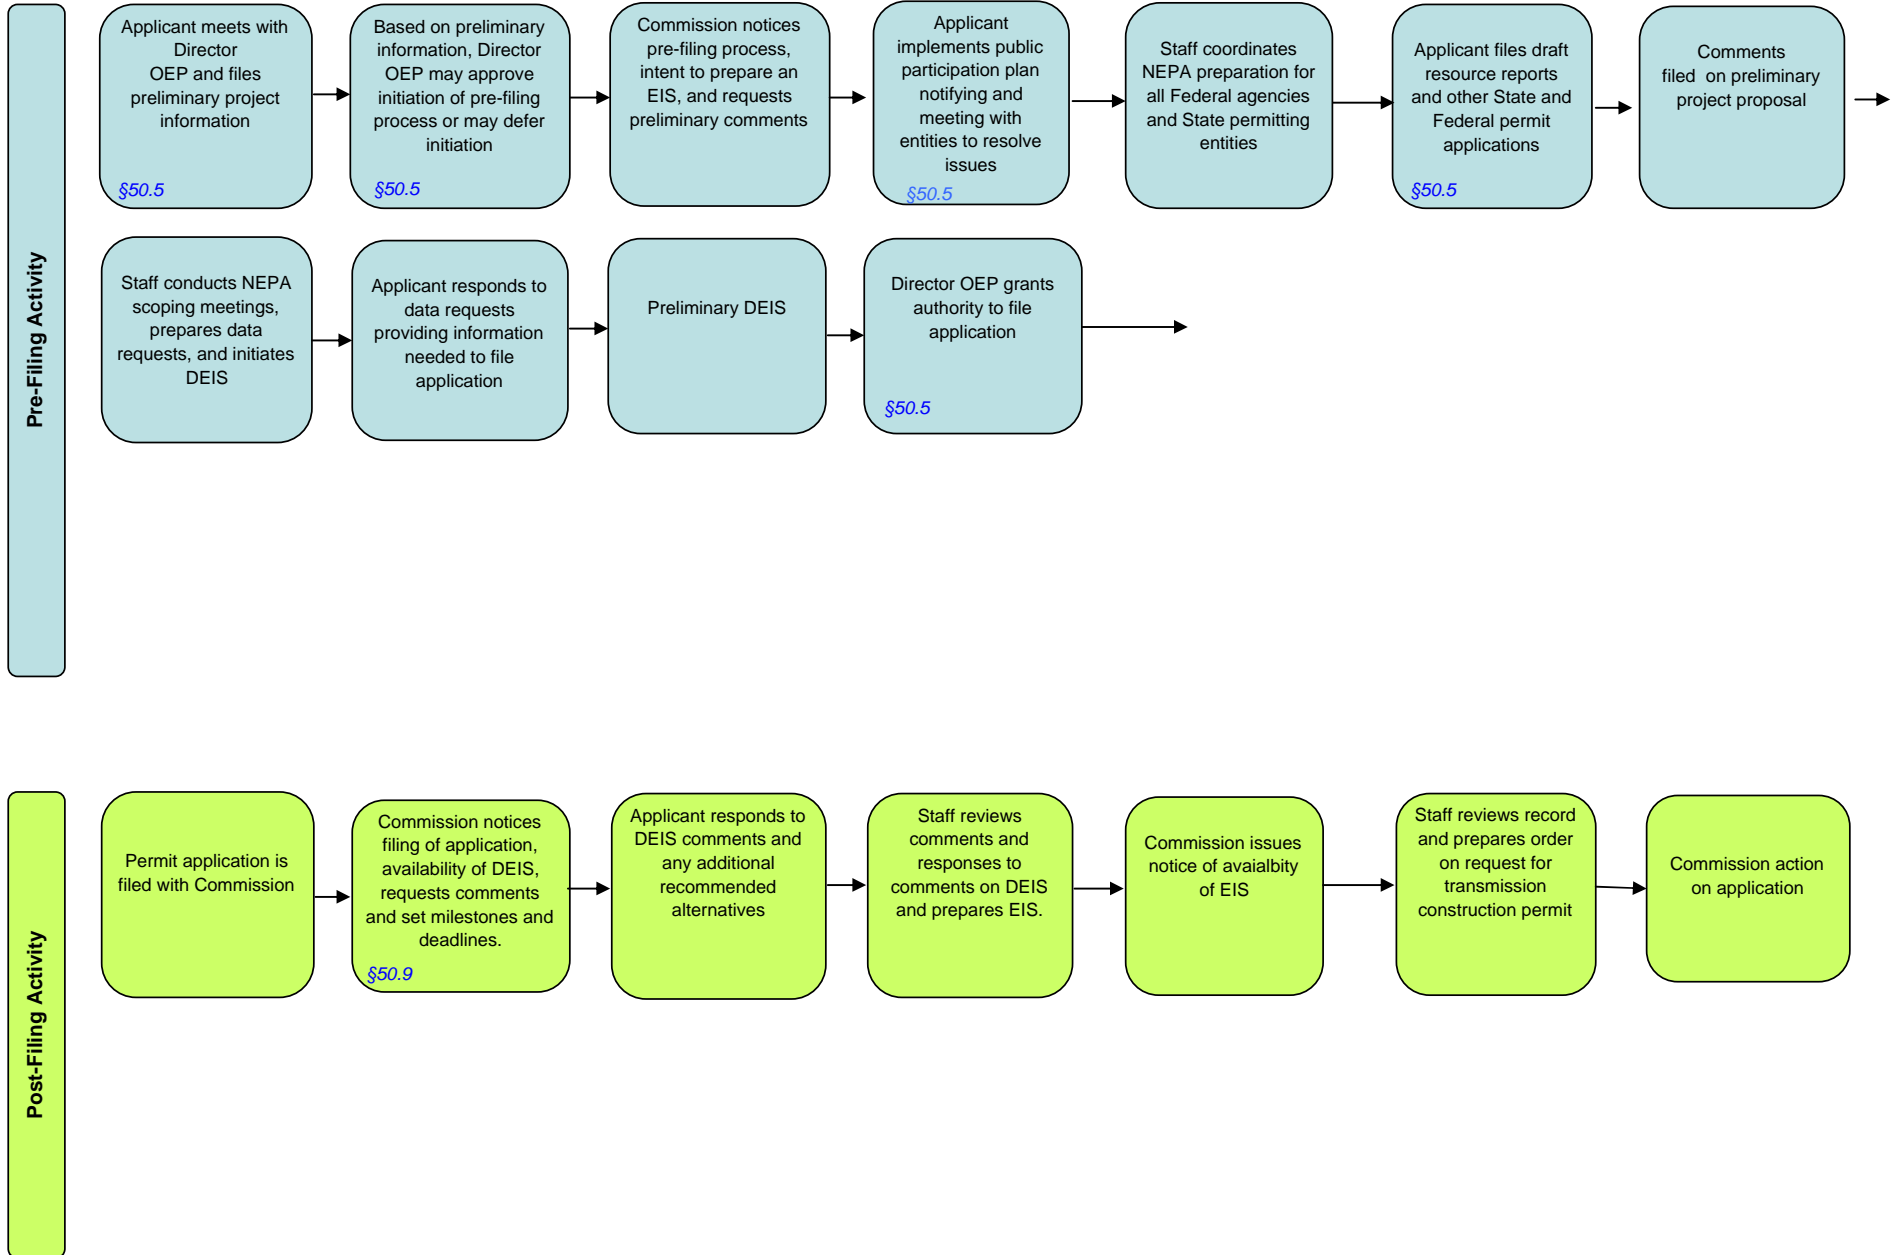 Pre-Filing Activity
Applicant meets with
Director
OEP and files
preliminary project
information
§50.5
Based on preliminary
information, Director
OEP may approve
initiation of pre-filing
process or may defer
initiation
§50.5
Commission notices
pre-filing process,
intent to prepare an
EIS, and requests
preliminary comments
Applicant
implements public
participation plan
notifying and
meeting with
entities to resolve
issues
§50.5
Staff coordinates
NEPA preparation for
all Federal agencies
and State permitting
entities
Applicant files draft
resource reports
and other State and
Federal permit
applications
§50.5
Comments
filed on preliminary
project proposal
Staff conducts NEPA
scoping meetings,
prepares data
requests, and initiates
DEIS
Applicant responds to
data requests
providing information
needed to file
application
Preliminary DEIS
Director OEP grants
authority to file
application
§50.5
Post-Filing Activity
Permit application is
filed with Commission
Commission notices
filing of application,
availability of DEIS,
requests comments
and set milestones and
deadlines.
§50.9
Applicant responds to
DEIS comments and
any additional
recommended
alternatives
Staff reviews
comments and
responses to
comments on DEIS
and prepares EIS.
Commission issues
notice of avaialbity
of EIS
Staff reviews record
and prepares order
on request for
transmission
construction permit
Commission action
on application